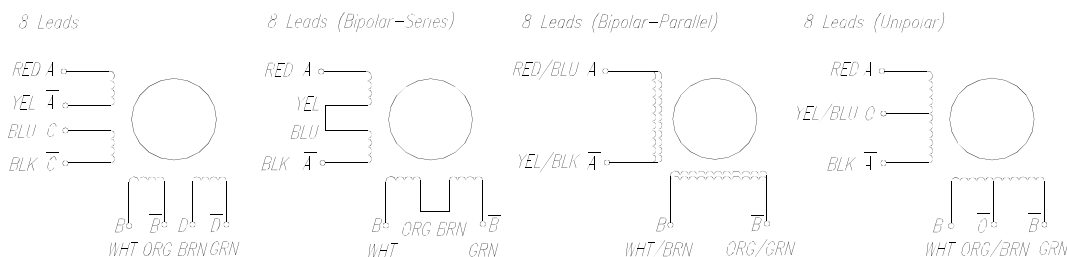 8 Leads
8 Leads (Bipolar-Series)
8 Leads (Bipolar-Parallel)
8 Leads (Unipolar)
RED A
YEL A̅
BLU C
BLK C̅
B B̅ D D̅
WHT ORG BRN GRN
RED A
YEL
BLU
BLK A̅
B ORG BRN B̅
WHT GRN
RED/BLU A
YEL/BLK A̅
B B̅
WHT/BRN ORG/GRN
RED A
YEL/BLU O
BLK A̅
B O̅ B̅
WHT ORG/BRN GRN